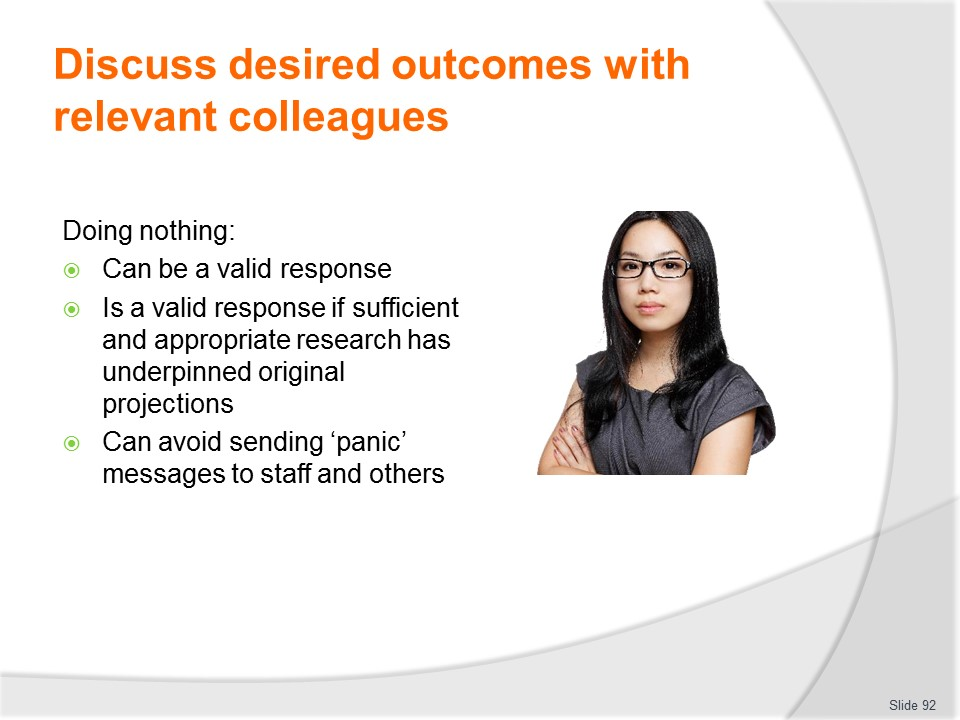 Discuss desired outcomes with
relevant colleagues
Doing nothing:
Can be a valid response
Is a valid response if sufficient
and appropriate research has
underpinned original
projections
Can avoid sending ‘panic’
messages to staff and others
Slide 92